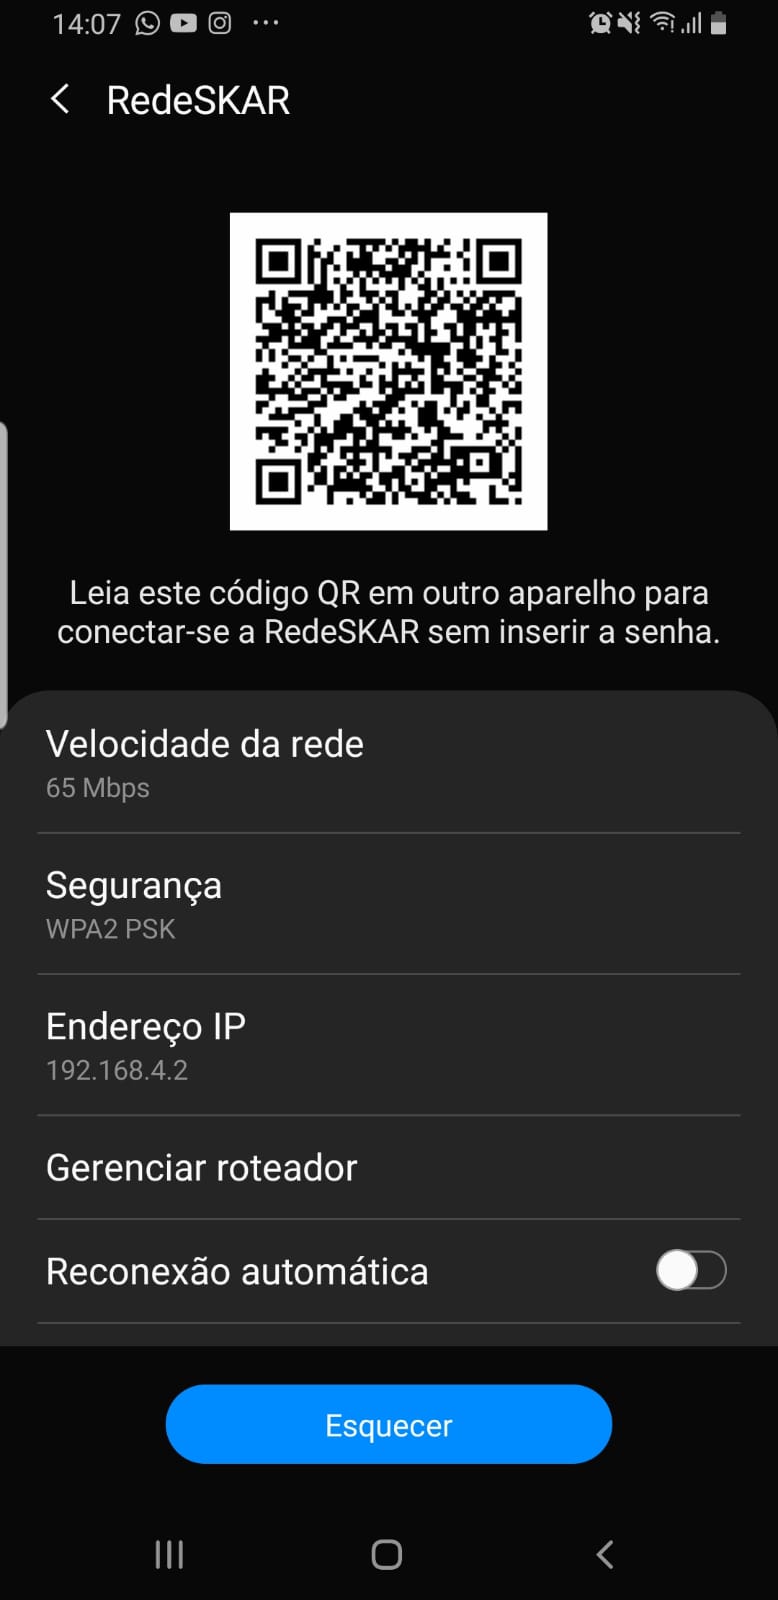 14:07
RedeSKAR
Leia este código QR em outro aparelho para
conectar-se a RedeSKAR sem inserir a senha.
Velocidade da rede
65 Mbps
Segurança
WPA2 PSK
Endereço IP
192.168.4.2
Gerenciar roteador
Reconexão automática
Esquecer